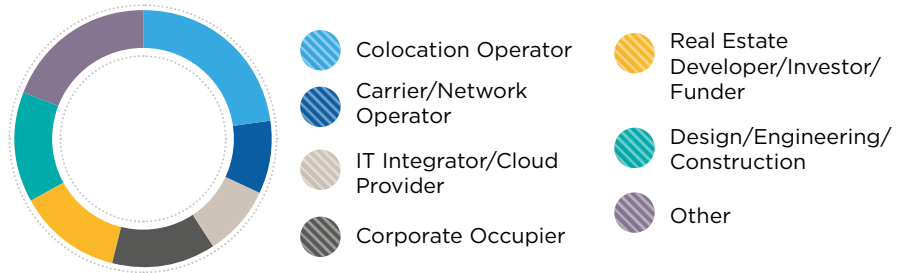 Colocation Operator
Carrier/Network
Operator
IT Integrator/Cloud
Provider
Corporate Occupier
Real Estate
Developer/Investor/
Funder
Design/Engineering/
Construction
Other